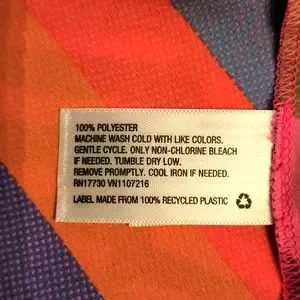 100% POLYESTER
MACHINE WASH COLD WITH LIKE COLORS.
GENTLE CYCLE. ONLY NON-CHLORINE BLEACH
IF NEEDED. TUMBLE DRY LOW.
REMOVE PROMPTLY. COOL IRON IF NEEDED.
RN17730 VN1107216
LABEL MADE FROM 100% RECYCLED PLASTIC